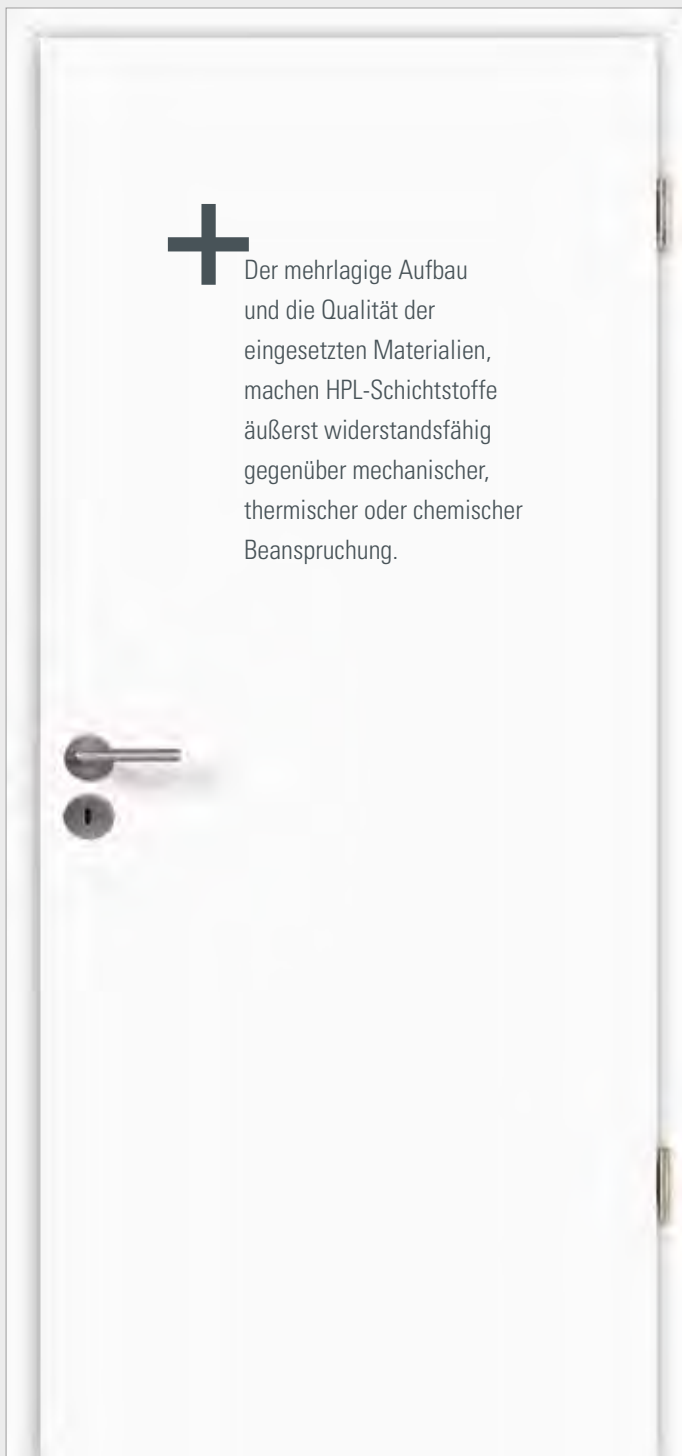 Der mehrlagige Aufbau
und die Qualität der
eingesetzten Materialien,
machen HPL-Schichtstoffe
äußerst widerstandsfähig
gegenüber mechanischer,
thermischer oder chemischer
Beanspruchung.